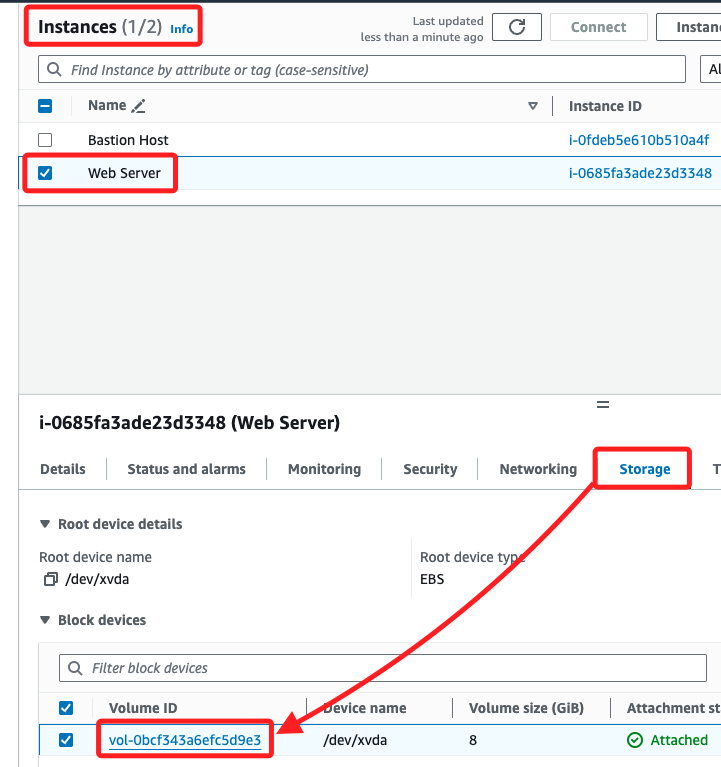 Instances (1/2) Info
Last updated
less than a minute ago
Connect
Find Instance by attribute or tag (case-sensitive)
Name
Instance ID
Bastion Host
i-0fdeb5e610b510a4f
Web Server
i-0685fa3ade23d3348
i-0685fa3ade23d3348 (Web Server)
Details Status and alarms Monitoring Security Networking Storage
Root device details
Root device name
Root device type
/dev/xvda
EBS
Block devices
Filter block devices
Volume ID Device name Volume size (GiB) Attachment st
vol-0bcf343a6efc5d9e3 /dev/xvda 8 Attached